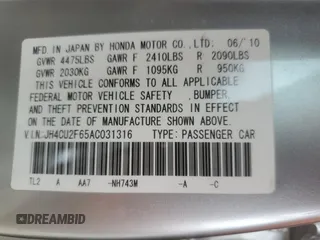 MFD. IN JAPAN BY HONDA MOTOR CO.,LTD. 06/'10
GVWR 4475LBS GAWR F 2410LBS R 2090LBS
GVWR 2030KG GAWR F 1095KG R 950KG
THIS VEHICLE CONFORMS TO ALL APPLICABLE
FEDERAL MOTOR VEHICLE SAFETY ,BUMPER,
AND THEFT PREVENTION STANDARDS IN EFFECT
ON THE DATE OF MANUFACTURE SHOWN ABOVE.
V.I.N:JH4CU2F65AC031316 TYPE: PASSENGER CAR
TL2 A AA7 -NH743M -A -C
DREAMBID